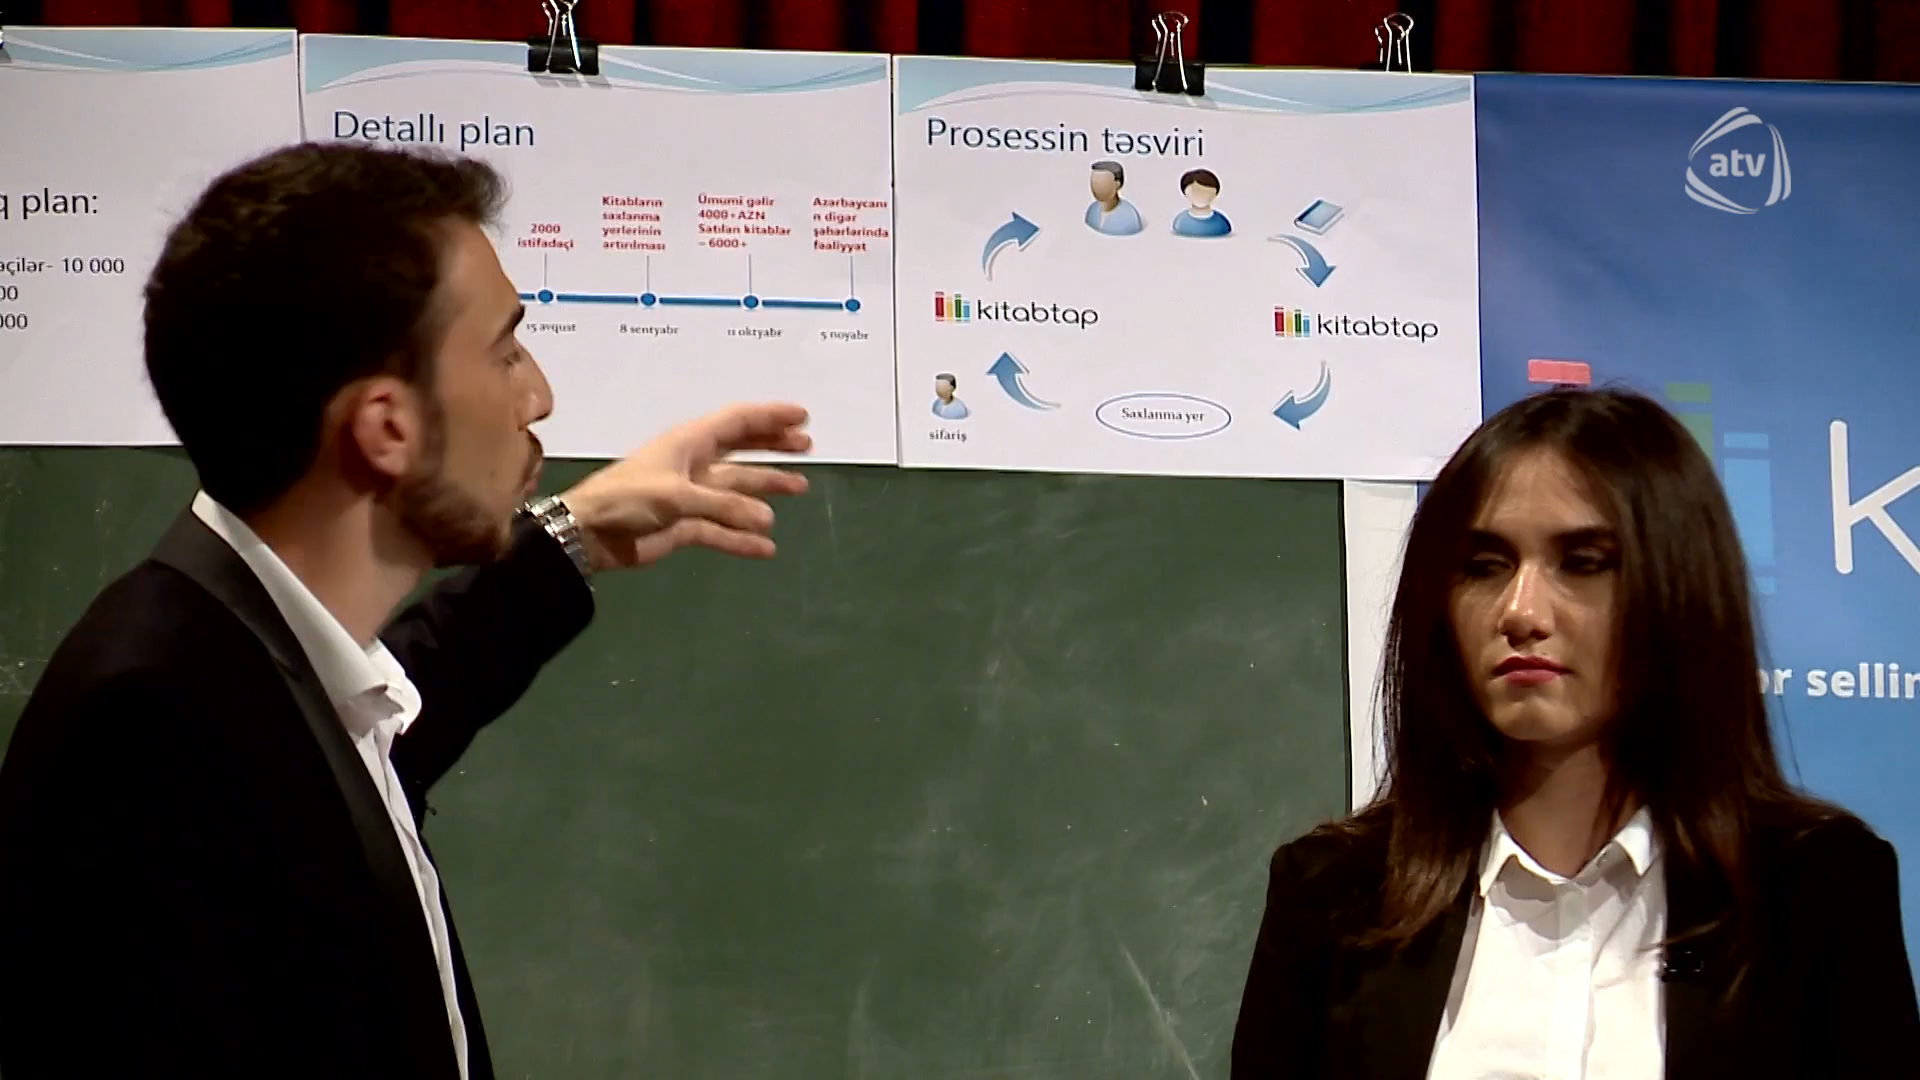 q plan:
əçilər- 10 000
00
000
Detallı plan
2000
istifadəçi
Kitabların
saxlanma
yerlərinin
artırılması
Ümumi gəlir
4000+AZN
Satılan kitablar
– 6000+
Azərbaycanı
n digər
şəhərlərində
fəaliyyət
15 avqust
8 sentyabr
11 oktyabr
5 noyabr
Prosessin təsviri
kitabtap
kitabtap
Saxlanma yer
sifariş
atv
k
or sellin